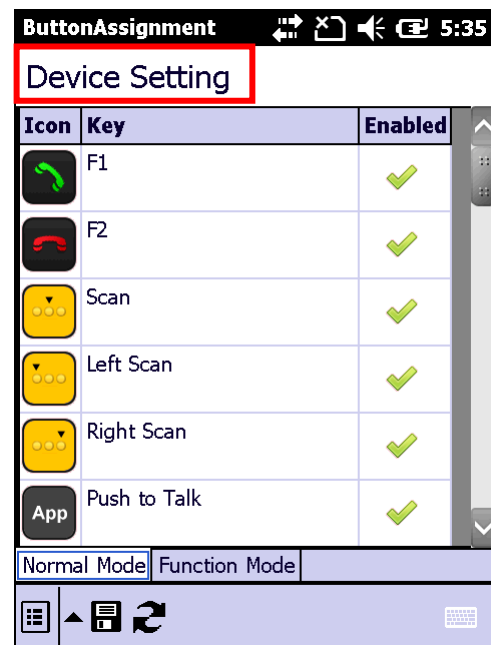 ButtonAssignment 5:35
Device Setting
Icon Key Enabled
F1
F2
Scan
Left Scan
Right Scan
App Push to Talk
Normal Mode Function Mode